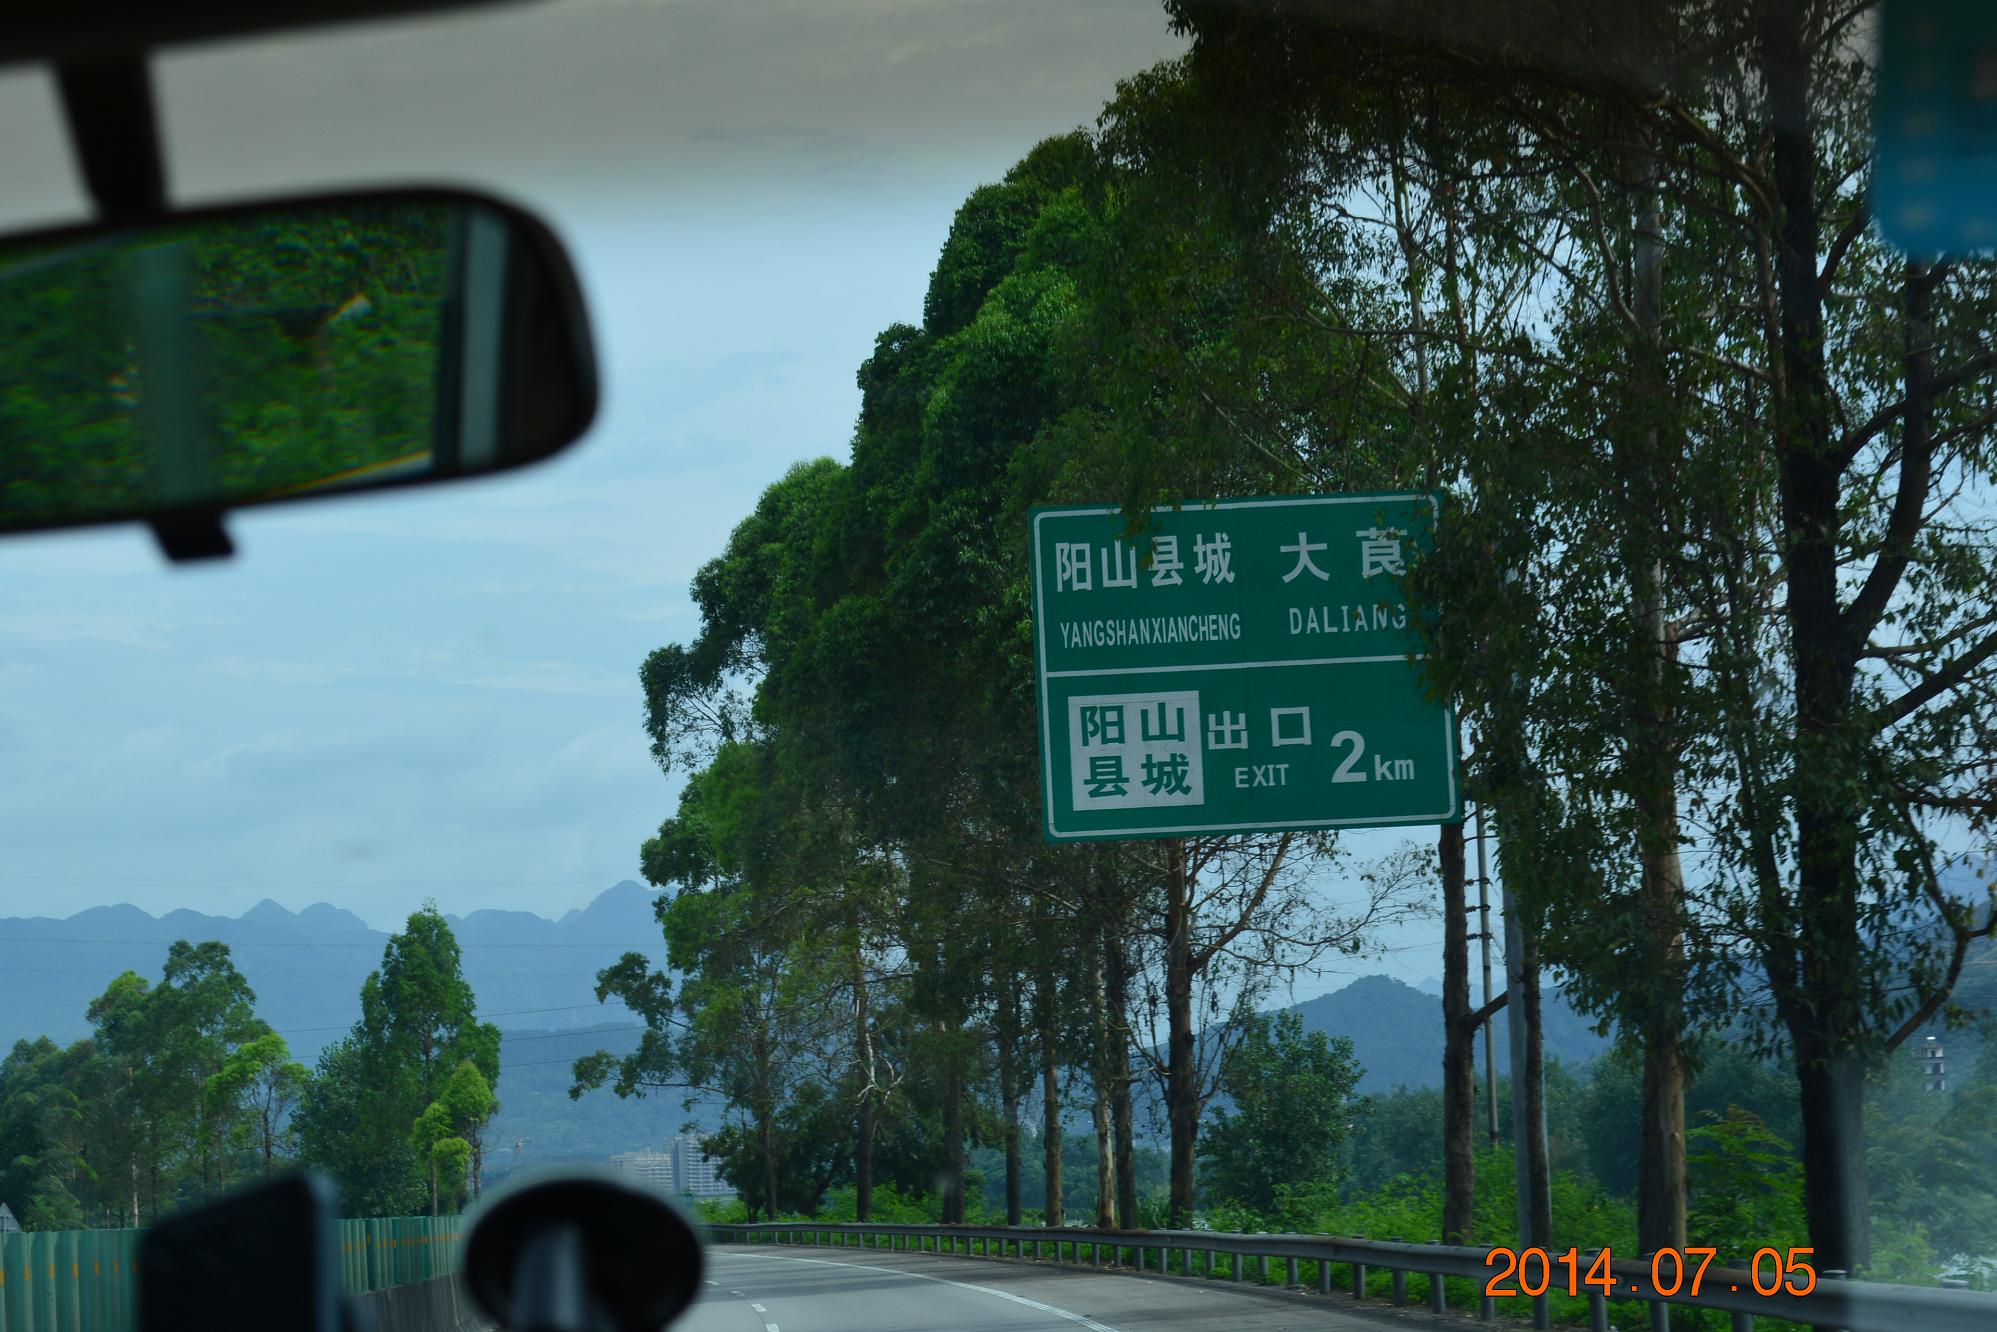 阳山县城 大莨
YANGSHANXIANCHENG DALIANG
阳山 出口
县城 EXIT 2km
2014.07.05